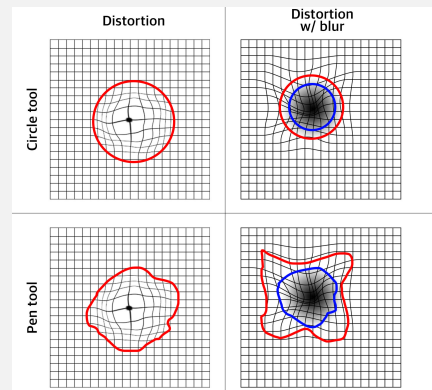 Distortion
Distortion
w/ blur
Circle tool
Pen tool